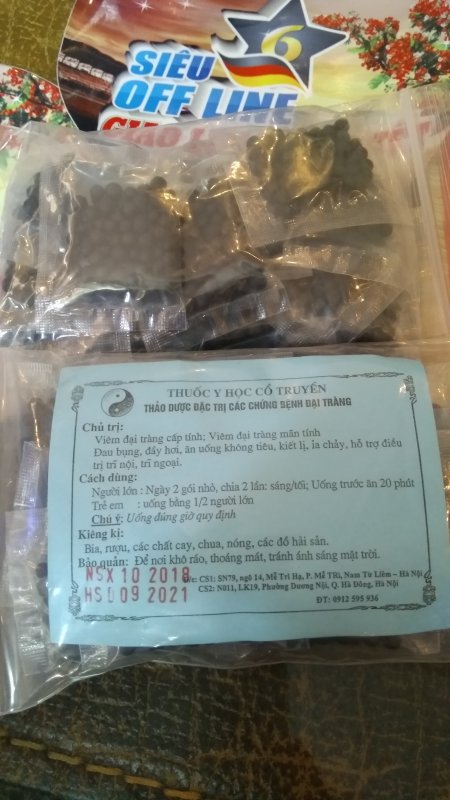 SIÊU
6
OFF LINE
THUỐC Y HỌC CỔ TRUYỀN
THẢO DƯỢC ĐẶC TRỊ CÁC CHỨNG BỆNH ĐẠI TRÀNG
Chủ trị:
Viêm đại tràng cấp tính; Viêm đại tràng mãn tính
Đau bụng, đầy hơi, ăn uống không tiêu, kiết lị, ỉa chảy, hỗ trợ điều
trị trĩ nội, trĩ ngoại.
Cách dùng:
Người lớn : Ngày 2 gói nhỏ, chia 2 lần: sáng/tối; Uống trước ăn 20 phút
Trẻ em : uống bằng 1/2 người lớn
Chú ý: Uống đúng giờ quy định
Kiêng kị:
Bia, rượu, các chất cay, chua, nóng, các đồ hải sản.
Bảo quản: Để nơi khô ráo, thoáng mát, tránh ánh sáng mặt trời.
NSX 10 2018
HSD 09 2021
CS1: SN79, ngõ 14, Mễ Trì Hạ, P. Mễ TRì, Nam Từ Liêm – Hà Nội
CS2: N011, LK19, Phường Dương Nội, Q. Hà Đông, Hà Nội
ĐT: 0912 595 936